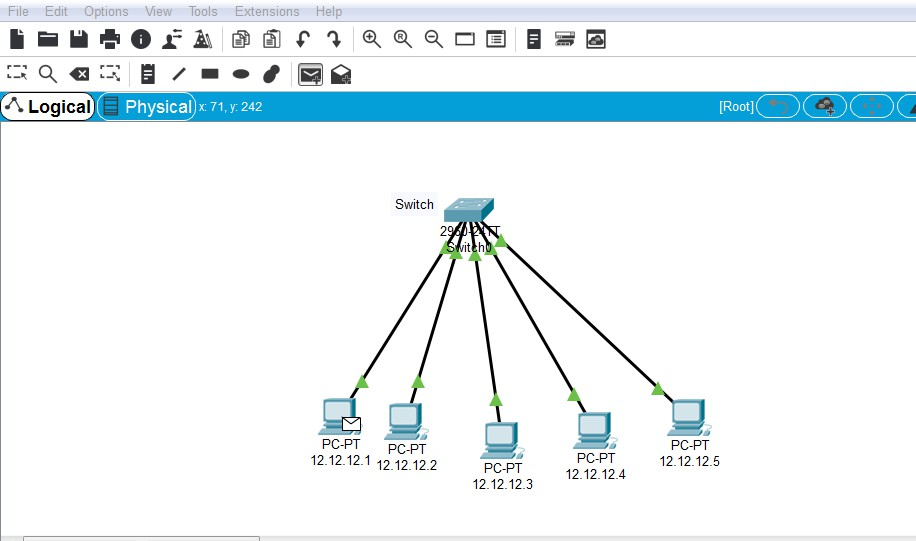 File Edit Options View Tools Extensions Help
Logical Physical x: 71, y: 242 [Root]
Switch
2950-24TT
Switch0
PC-PT
12.12.12.1
PC-PT
12.12.12.2
PC-PT
12.12.12.3
PC-PT
12.12.12.4
PC-PT
12.12.12.5